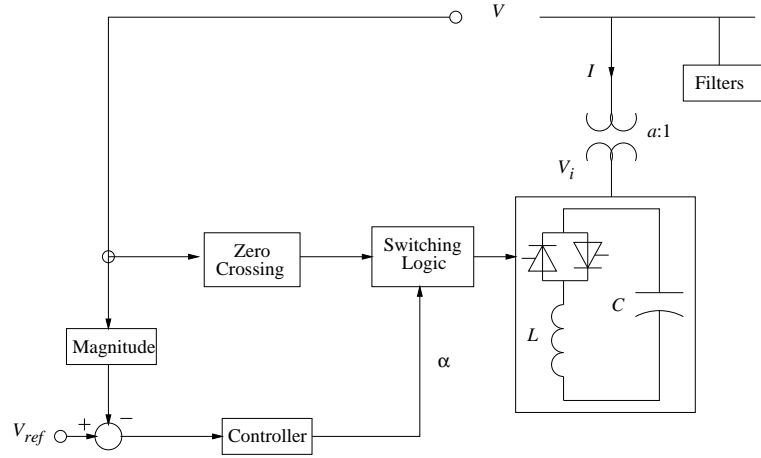 V
I
Filters
a:1
V_i
Zero
Crossing
Switching
Logic
L
C
Magnitude
α
+
−
V_ref
Controller